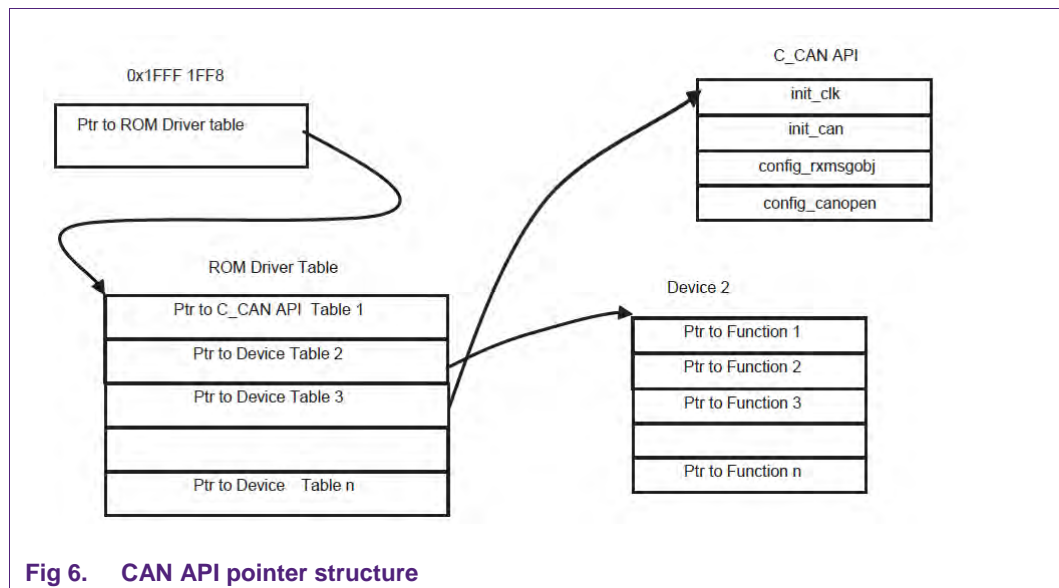 0x1FFF 1FF8
Ptr to ROM Driver table
C_CAN API
init_clk
init_can
config_rxmsgobj
config_canopen
ROM Driver Table
Ptr to C_CAN API Table 1
Ptr to Device Table 2
Ptr to Device Table 3
Ptr to Device Table n
Device 2
Ptr to Function 1
Ptr to Function 2
Ptr to Function 3
Ptr to Function n
Fig 6. CAN API pointer structure